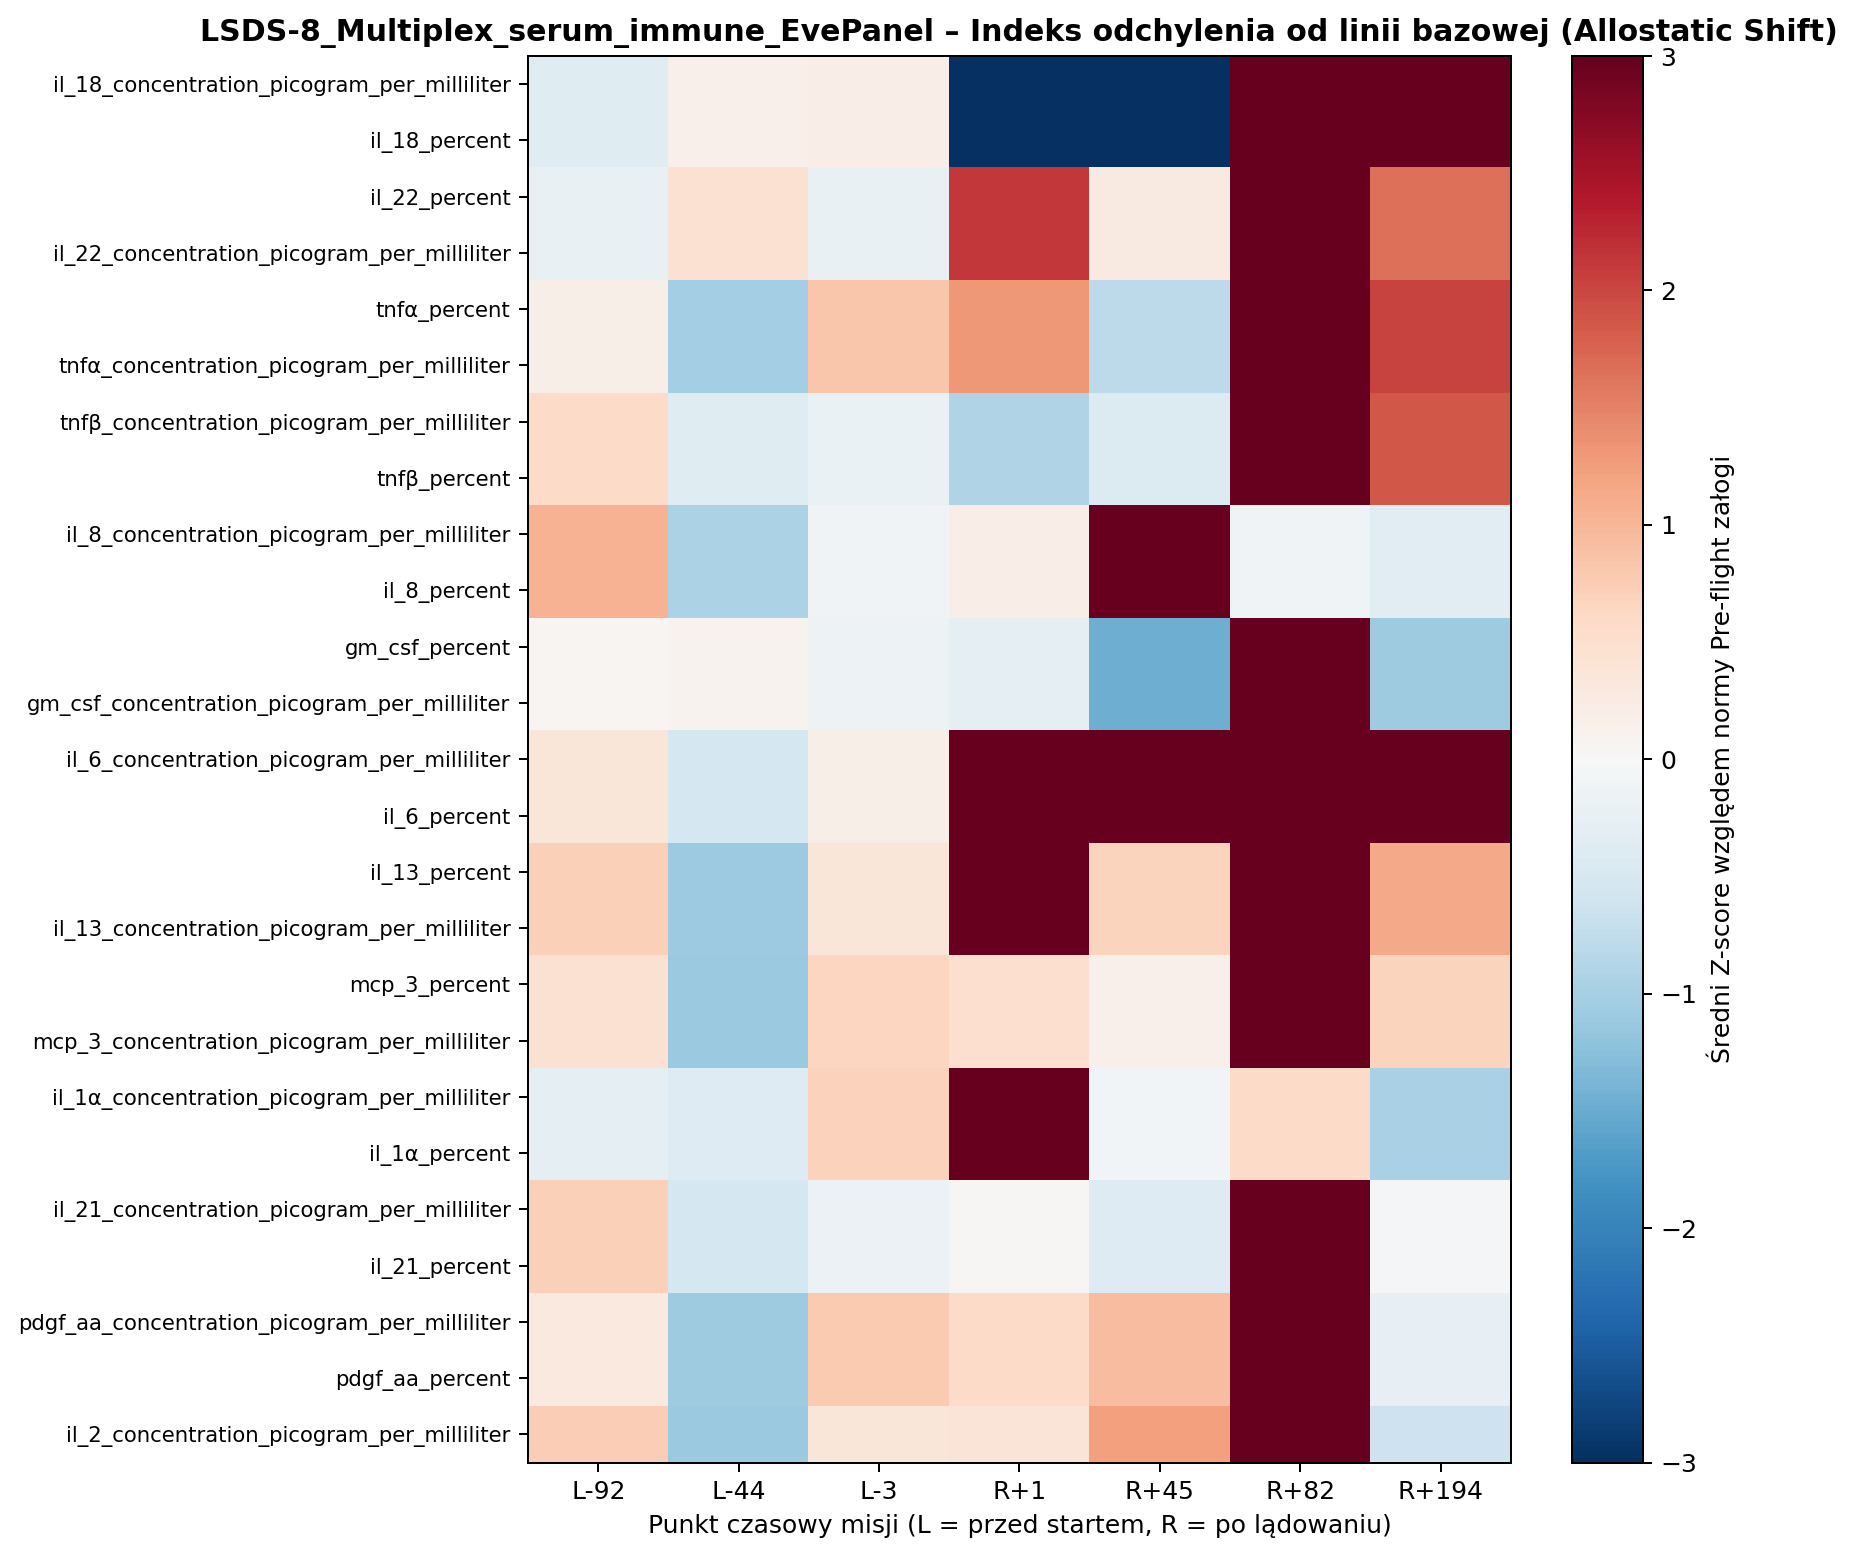 LSDS-8_Multiplex_serum_immune_EvePanel – Indeks odchylenia od linii bazowej (Allostatic Shift)
il_18_concentration_picogram_per_milliliter
il_18_percent
il_22_percent
il_22_concentration_picogram_per_milliliter
tnfα_percent
tnfα_concentration_picogram_per_milliliter
tnfβ_concentration_picogram_per_milliliter
tnfβ_percent
il_8_concentration_picogram_per_milliliter
il_8_percent
gm_csf_percent
gm_csf_concentration_picogram_per_milliliter
il_6_concentration_picogram_per_milliliter
il_6_percent
il_13_percent
il_13_concentration_picogram_per_milliliter
mcp_3_percent
mcp_3_concentration_picogram_per_milliliter
il_1α_concentration_picogram_per_milliliter
il_1α_percent
il_21_concentration_picogram_per_milliliter
il_21_percent
pdgf_aa_concentration_picogram_per_milliliter
pdgf_aa_percent
il_2_concentration_picogram_per_milliliter
L-92 L-44 L-3 R+1 R+45 R+82 R+194
Punkt czasowy misji (L = przed startem, R = po lądowaniu)
3
2
1
0
−1
−2
−3
Średni Z-score względem normy Pre-flight załogi